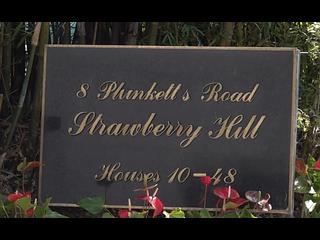 8 Plunkett's Road
Strawberry Hill
Houses 10-48